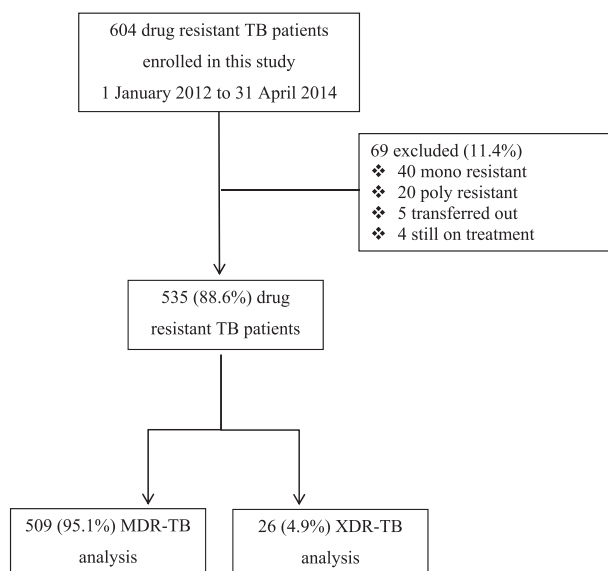 604 drug resistant TB patients
enrolled in this study
1 January 2012 to 31 April 2014
69 excluded (11.4%)
❖ 40 mono resistant
❖ 20 poly resistant
❖ 5 transferred out
❖ 4 still on treatment
535 (88.6%) drug
resistant TB patients
509 (95.1%) MDR-TB
analysis
26 (4.9%) XDR-TB
analysis